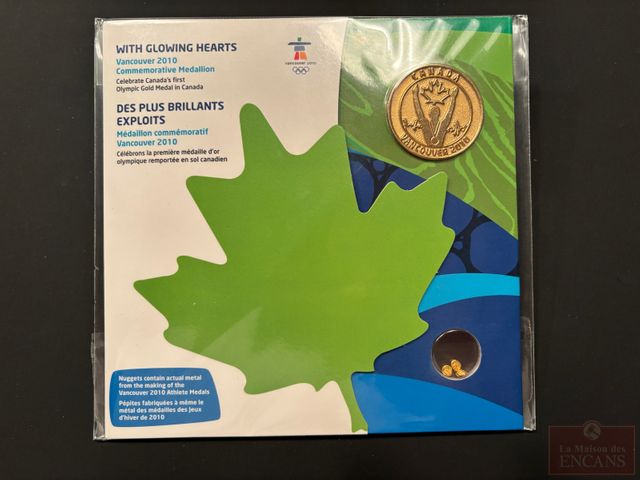 WITH GLOWING HEARTS
Vancouver 2010
Commemorative Medallion
Celebrate Canada's first
Olympic Gold Medal in Canada
DES PLUS BRILLANTS
EXPLOITS
Médaillon commémoratif
Vancouver 2010
Célébrons la première médaille d'or
olympique remportée en sol canadien
vancouver 2010
CANADA
VANCOUVER 2010
Nuggets contain actual metal
from the making of the
Vancouver 2010 Athlete Medals
Pépites fabriquées à même le
métal des médailles des Jeux
d'hiver de 2010
La Maison des
ENCANS